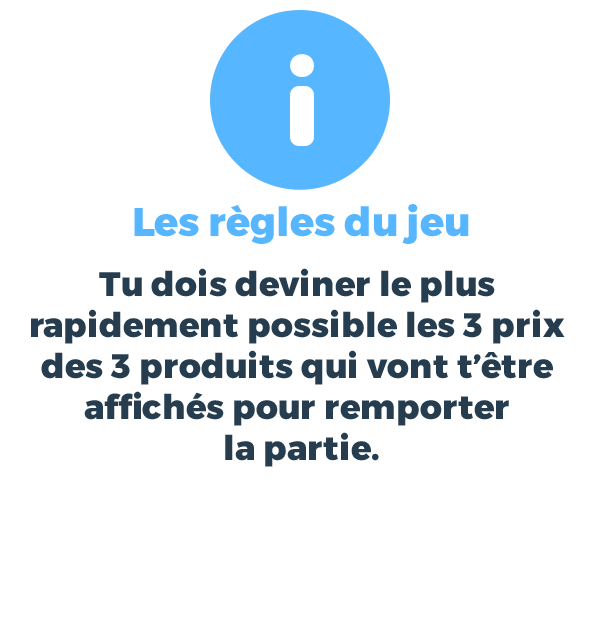 Les règles du jeu
Tu dois deviner le plus
rapidement possible les 3 prix
des 3 produits qui vont t’être
affichés pour remporter
la partie.